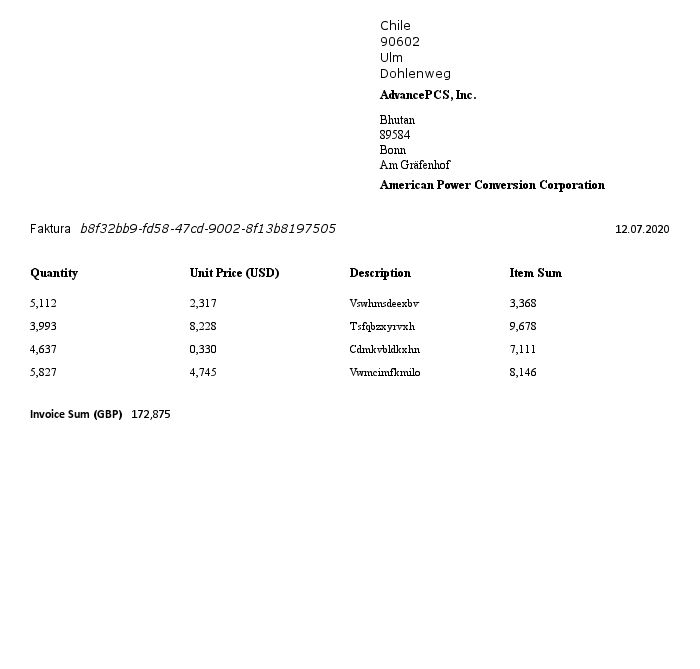 Chile
90602
Ulm
Dohlenweg
AdvancePCS, Inc.
Bhutan
89584
Bonn
Am Gräfenhof
American Power Conversion Corporation
Faktura b8f32bb9-fd58-47cd-9002-8f13b8197505 12.07.2020
Quantity Unit Price (USD) Description Item Sum
5,112 2,317 Vswhmsdeexbv 3,368
3,993 8,228 Tsfqbzxyrvxh 9,678
4,637 0,330 Cdmkvbldkxhn 7,111
5,827 4,745 Vwmcimfkmilo 8,146
Invoice Sum (GBP) 172,875